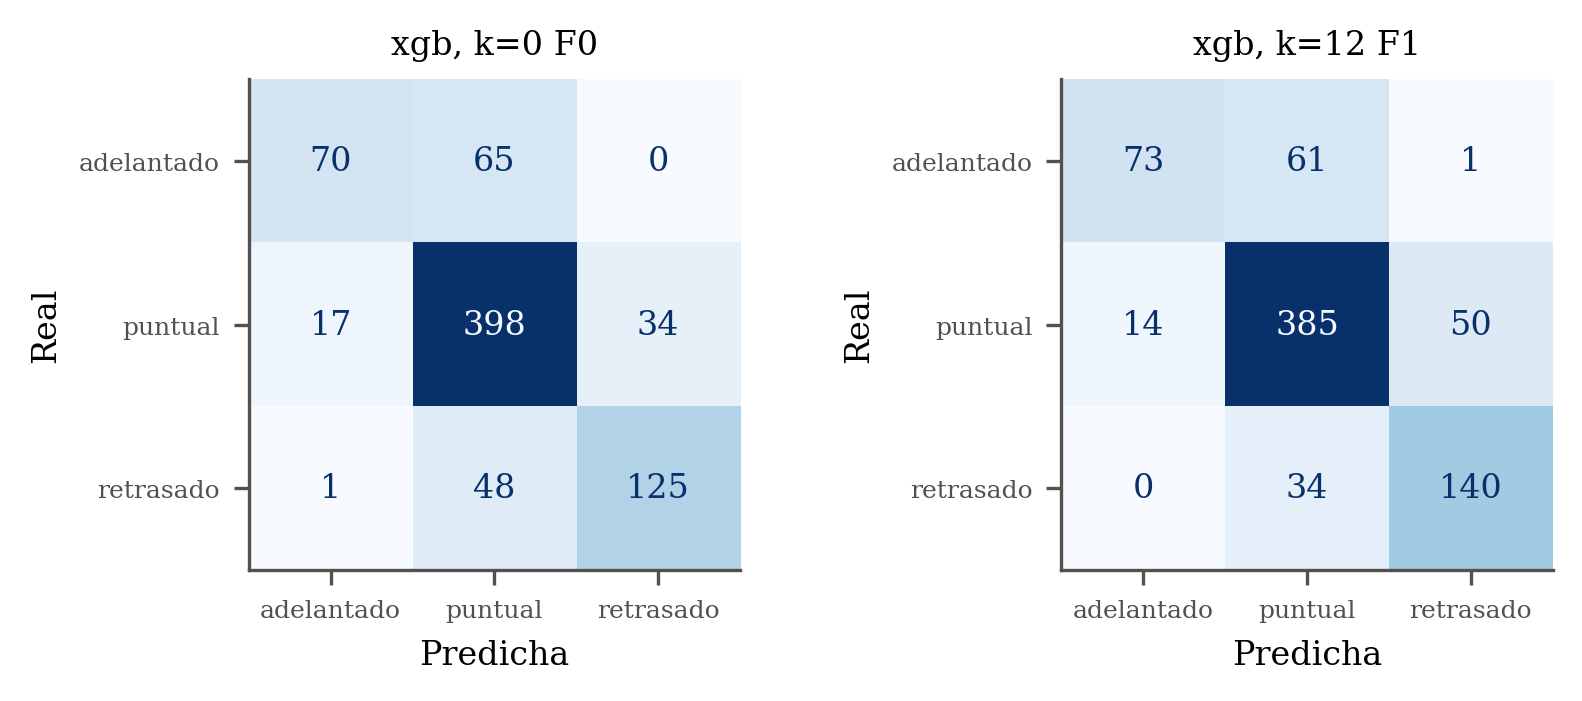 xgb, k=0 F0
adelantado 70 65 0
puntual 17 398 34
retrasado 1 48 125
adelantado puntual retrasado
Predicha
Real
xgb, k=12 F1
adelantado 73 61 1
puntual 14 385 50
retrasado 0 34 140
adelantado puntual retrasado
Predicha
Real